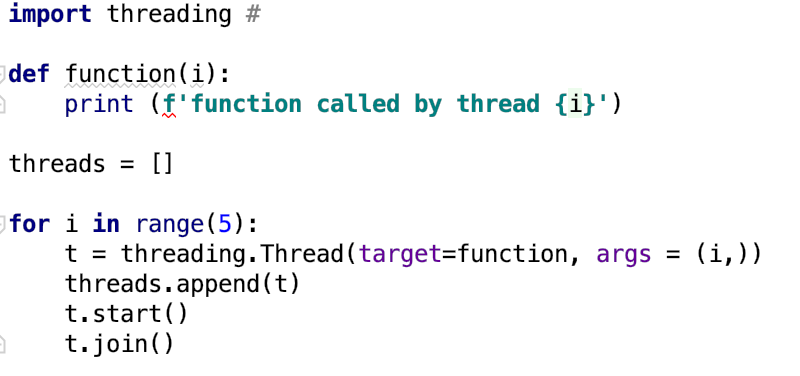 import threading #
def function(i):
    print (f'function called by thread {i}')
threads = []
for i in range(5):
    t = threading.Thread(target=function, args = (i,))
    threads.append(t)
    t.start()
    t.join()